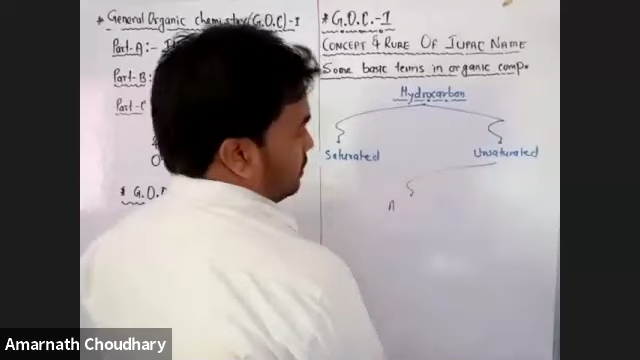 * General Organic chemistry (G.O.C) - I
Part-A:-
Part-B:
Part-C
* G.O.
* G.O.C.-I
CONCEPT & RURE OF IUPAC NAME
Some basic terms in organic comp.
Hydrocarbon
Saturated
Unsaturated
A
Amarnath Choudhary